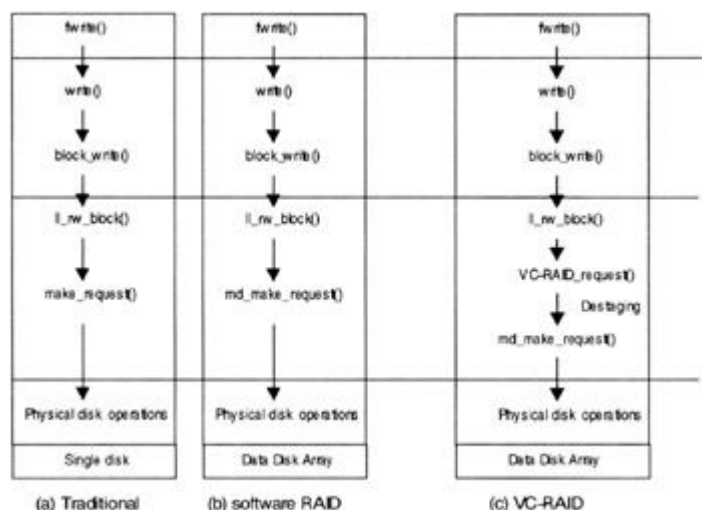 fwrite()
write()
block_write()
ll_rw_block()
make_request()
Physical disk operations
Single disk
(a) Traditional
fwrite()
write()
block_write()
ll_rw_block()
md_make_request()
Physical disk operations
Data Disk Array
(b) software RAID
fwrite()
write()
block_write()
ll_rw_block()
VC-RAID_request()
Destaging
md_make_request()
Physical disk operations
Data Disk Array
(c) VC-RAID